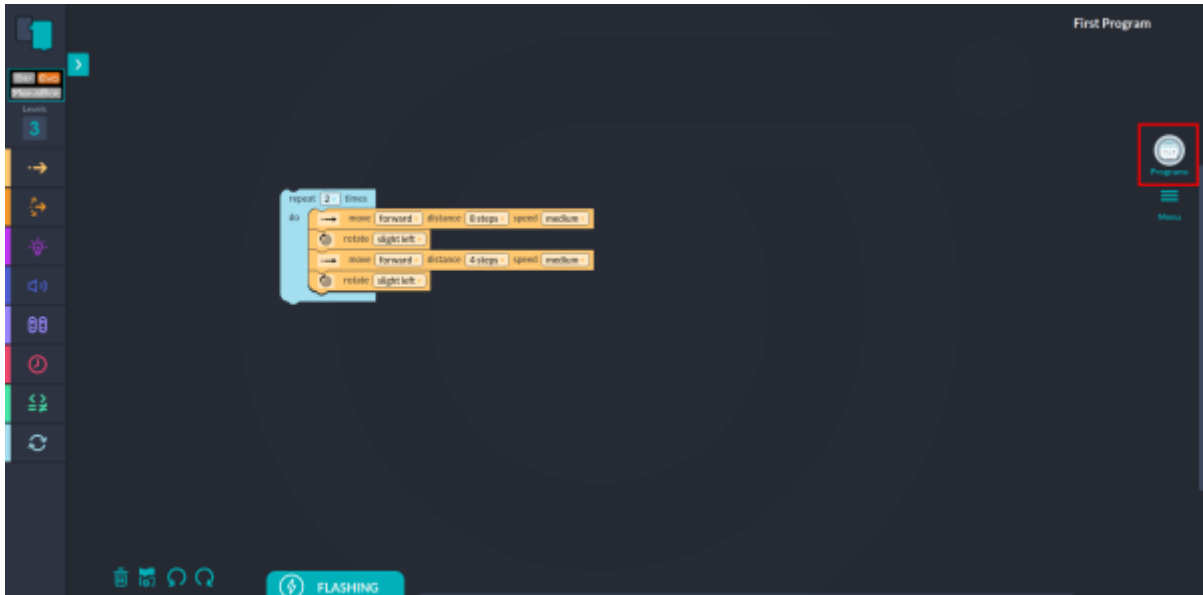 First Program
Bit Evo
Levels
3
Programs
Menu
repeat 2 times
do move forward distance 8 steps speed medium
rotate slight left
move forward distance 4 steps speed medium
rotate slight left
FLASHING